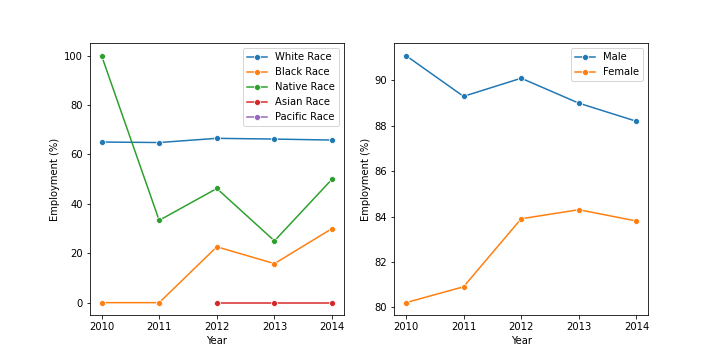 Employment (%)
100
80
60
40
20
0
2010 2011 2012 2013 2014
Year
White Race
Black Race
Native Race
Asian Race
Pacific Race
Employment (%)
90
88
86
84
82
80
2010 2011 2012 2013 2014
Year
Male
Female